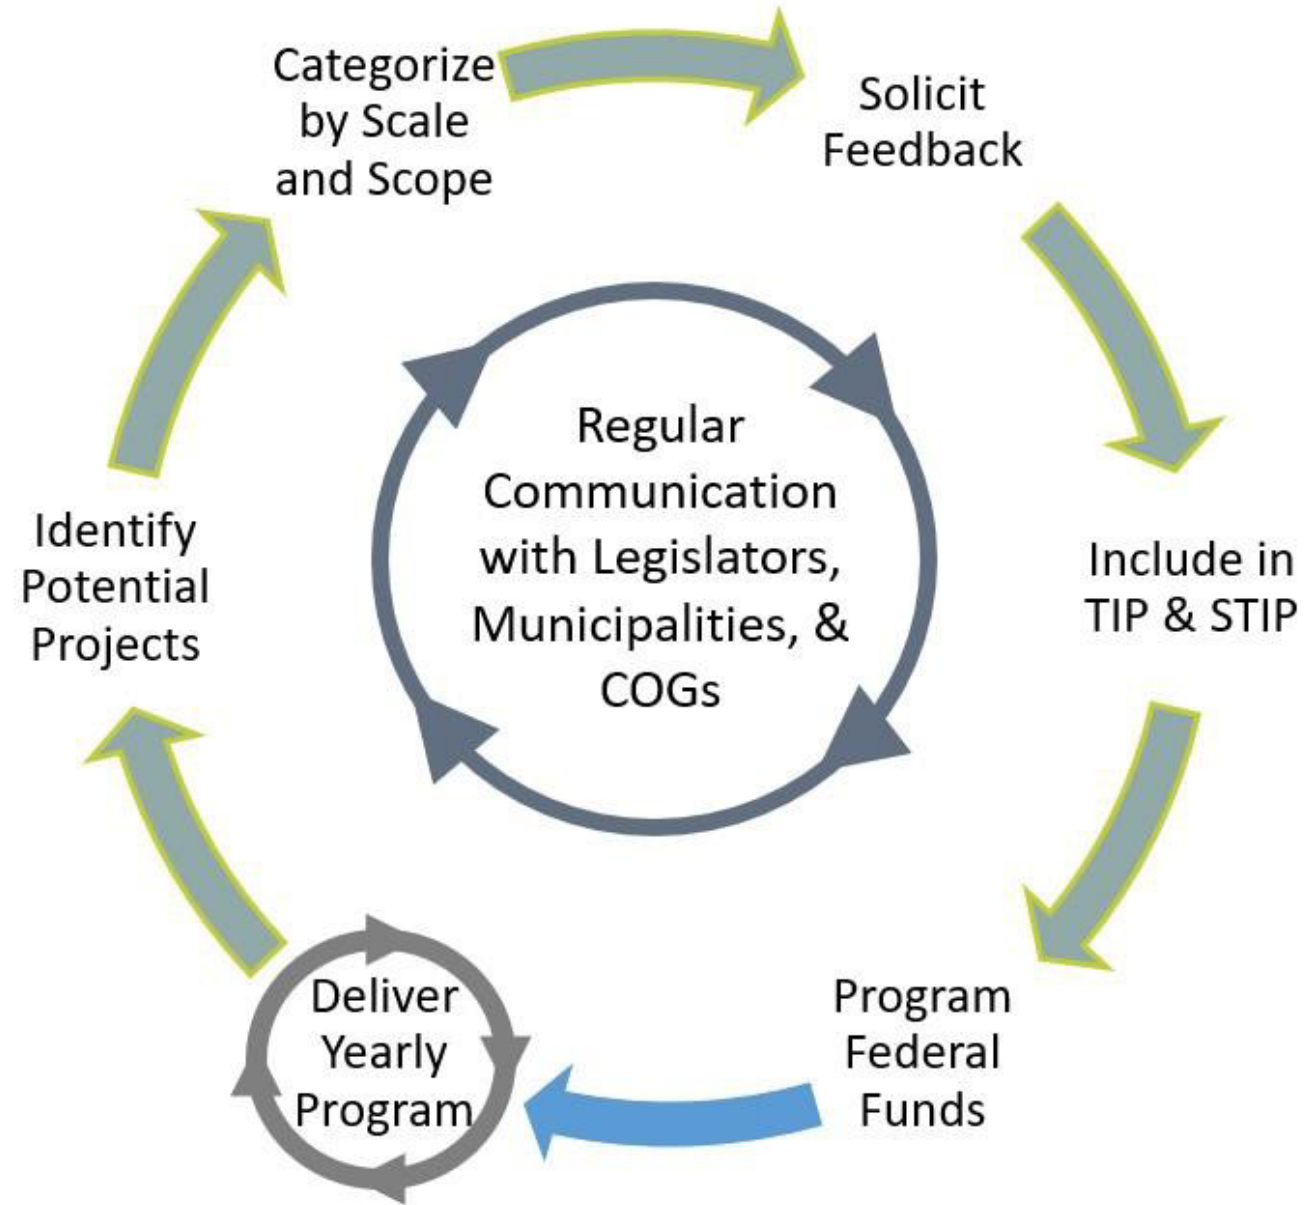 Categorize
by Scale
and Scope
Solicit
Feedback
Regular
Communication
with Legislators,
Municipalities, &
COGs
Identify
Potential
Projects
Include in
TIP & STIP
Deliver
Yearly
Program
Program
Federal
Funds